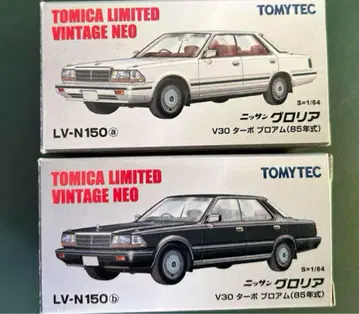 TOMICA LIMITED
VINTAGE NEO
TOMYTEC
S=1/64
LV-N150ⓐ
ニッサン グロリア
V30 ターボ ブロアム(85年式)
TOMICA LIMITED
VINTAGE NEO
TOMYTEC
S=1/64
LV-N150ⓑ
ニッサン グロリア
V30 ターボ ブロアム(85年式)